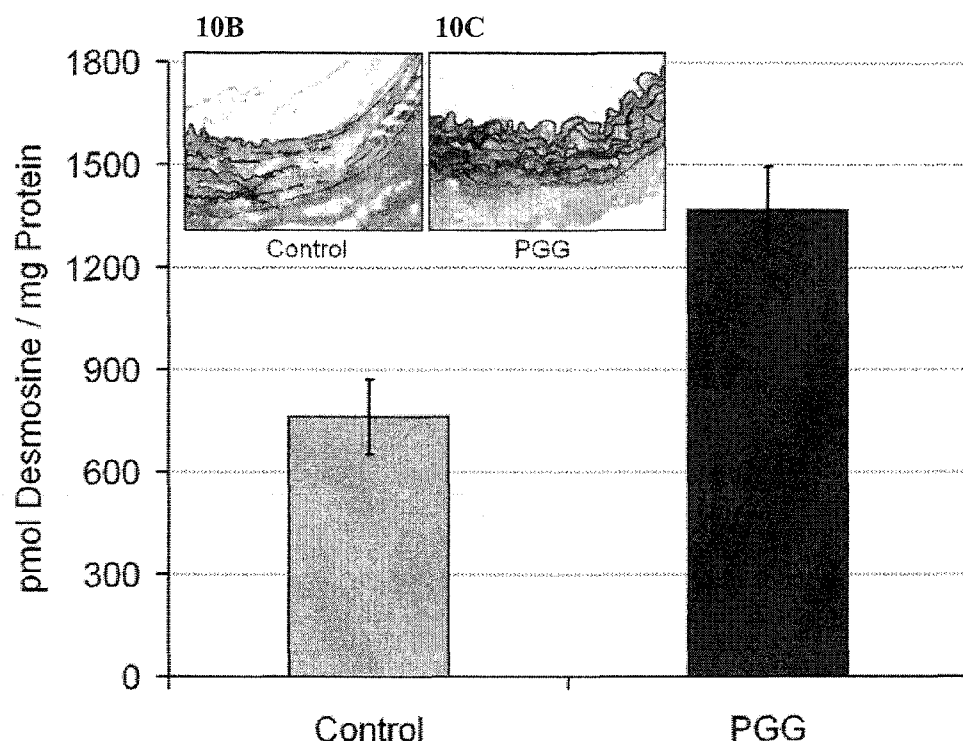 10B 10C
1800
1500
1200
900
600
300
0
pmol Desmosine / mg Protein
Control PGG
Control PGG